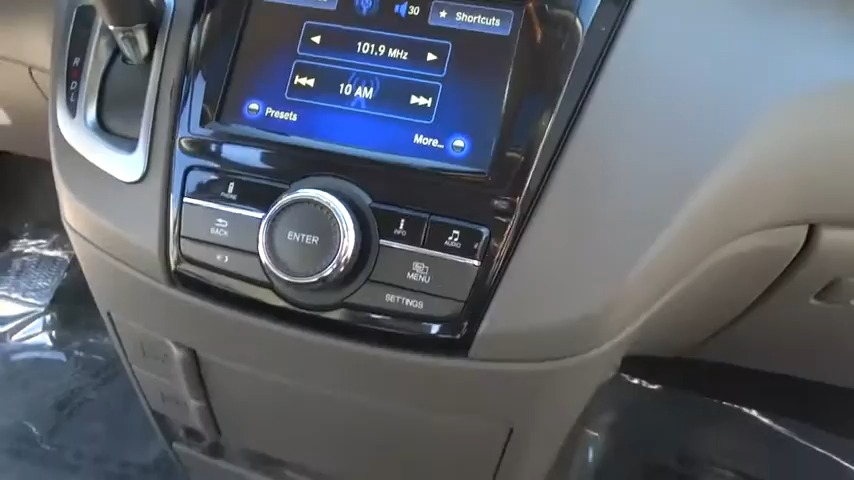 30
Shortcuts
101.9 MHz
10 AM
Presets
More...
R
D
L
PHONE
BACK
ENTER
INFO
AUDIO
MENU
SETTINGS